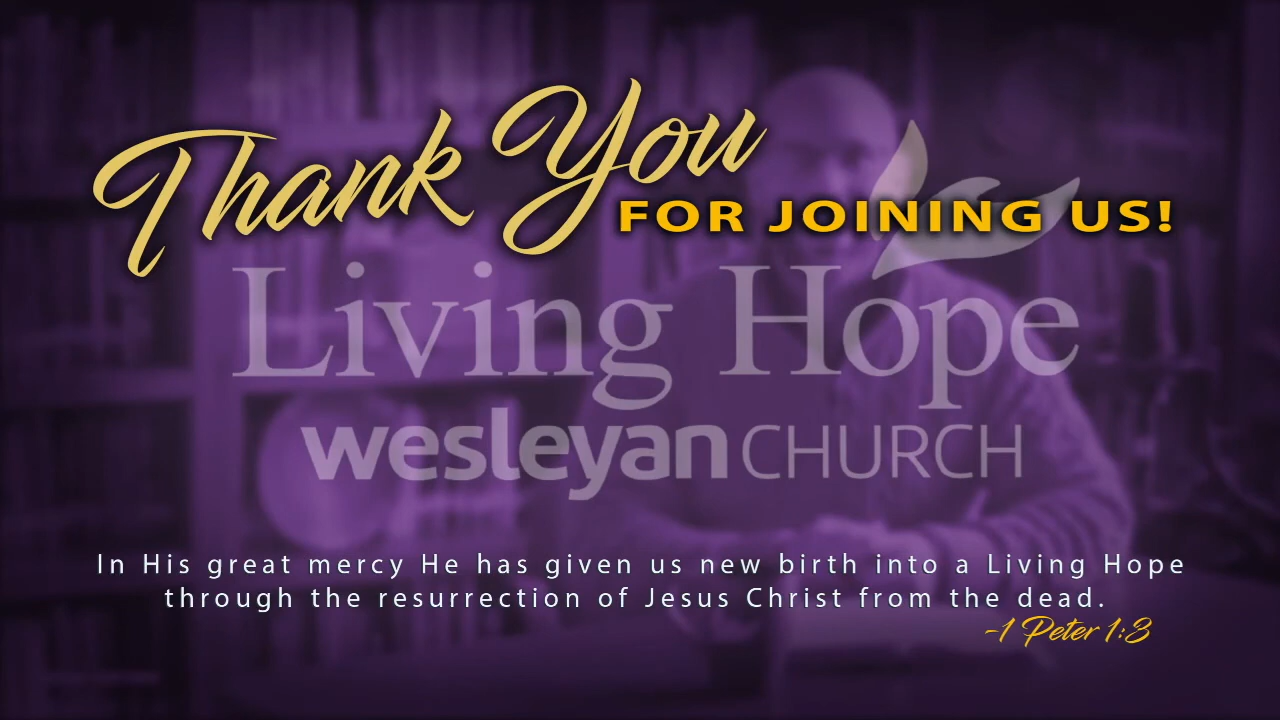 Thank You
FOR JOINING US!
Living Hope
wesleyan CHURCH
In His great mercy He has given us new birth into a Living Hope
through the resurrection of Jesus Christ from the dead.
-1 Peter 1:3